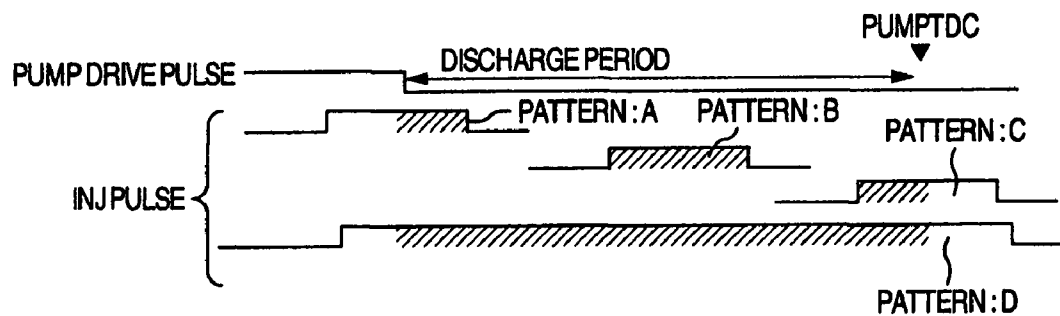 PUMPTDC
DISCHARGE PERIOD
PUMP DRIVE PULSE
PATTERN:A
PATTERN:B
PATTERN:C
INJ PULSE
PATTERN:D